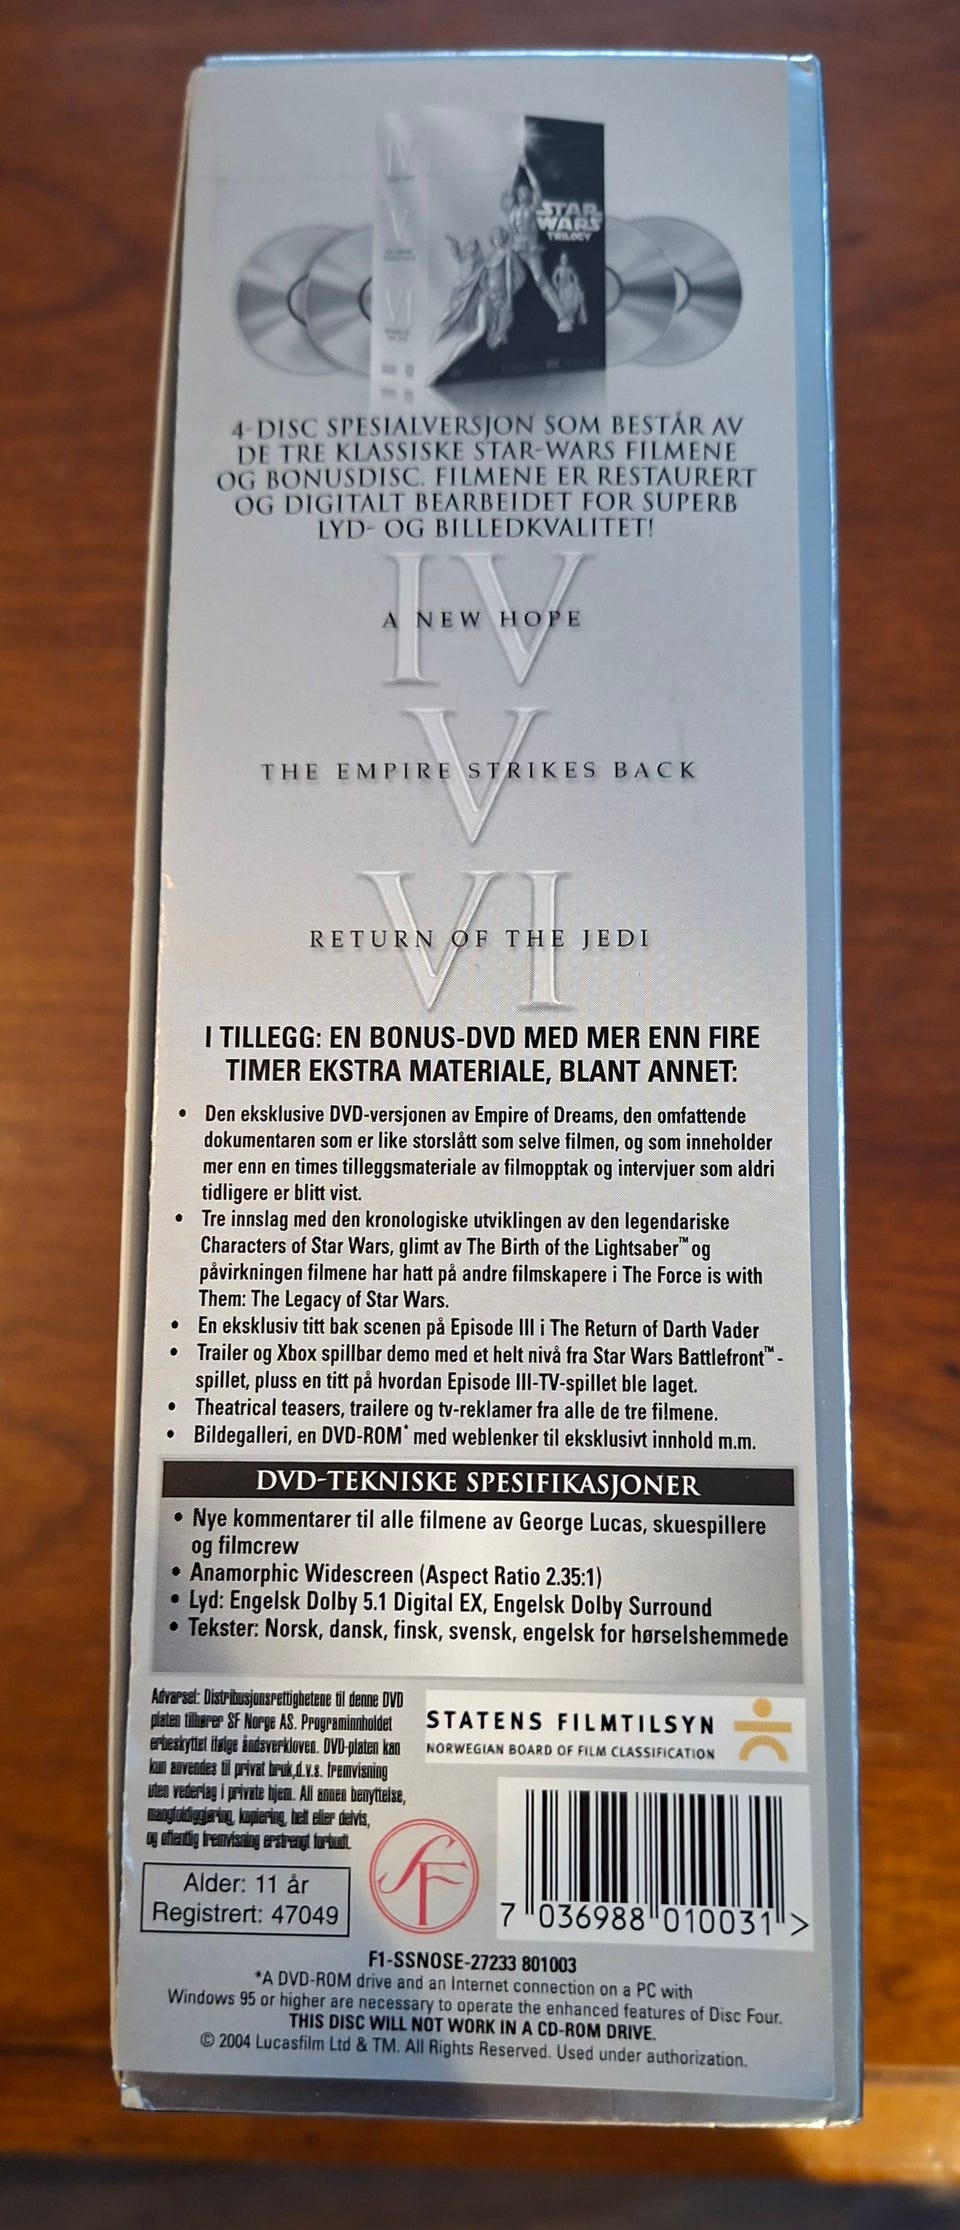 STAR
WARS
TRILOGY
IV
V
VI
4-DISC SPESIALVERSJON SOM BESTÅR AV
DE TRE KLASSISKE STAR-WARS FILMENE
OG BONUSDISC. FILMENE ER RESTAURERT
OG DIGITALT BEARBEIDET FOR SUPERB
LYD- OG BILLEDKVALITET!
IV
A NEW HOPE
V
THE EMPIRE STRIKES BACK
VI
RETURN OF THE JEDI
I TILLEGG: EN BONUS-DVD MED MER ENN FIRE
TIMER EKSTRA MATERIALE, BLANT ANNET:
• Den eksklusive DVD-versjonen av Empire of Dreams, den omfattende
dokumentaren som er like storslått som selve filmen, og som inneholder
mer enn en times tilleggsmateriale av filmopptak og intervjuer som aldri
tidligere er blitt vist.
• Tre innslag med den kronologiske utviklingen av den legendariske
Characters of Star Wars, glimt av The Birth of the Lightsaber™ og
påvirkningen filmene har hatt på andre filmskapere i The Force is with
Them: The Legacy of Star Wars.
• En eksklusiv titt bak scenen på Episode III i The Return of Darth Vader
• Trailer og Xbox spillbar demo med et helt nivå fra Star Wars Battlefront™ -
spillet, pluss en titt på hvordan Episode III-TV-spillet ble laget.
• Theatrical teasers, trailere og tv-reklamer fra alle de tre filmene.
• Bildegalleri, en DVD-ROM* med weblenker til eksklusivt innhold m.m.
DVD-TEKNISKE SPESIFIKASJONER
• Nye kommentarer til alle filmene av George Lucas, skuespillere
og filmcrew
• Anamorphic Widescreen (Aspect Ratio 2.35:1)
• Lyd: Engelsk Dolby 5.1 Digital EX, Engelsk Dolby Surround
• Tekster: Norsk, dansk, finsk, svensk, engelsk for hørselshemmede
Advarsel: Distribusjonsrettighetene til denne DVD
platen tilhører SF Norge AS. Programinnholdet
erbeskyttet ifølge åndsverkloven. DVD-platen kan
kun anvendes til privat bruk,d.v.s. fremvisning
uten vederlag i private hjem. All annen benyttelse,
mangfoldiggjøring, kopiering, helt eller delvis,
og offentlig fremvisning erstrengt forbudt.
STATENS FILMTILSYN
NORWEGIAN BOARD OF FILM CLASSIFICATION
Alder: 11 år
Registrert: 47049
SF
7 036988 010031 >
F1-SSNOSE-27233 801003
*A DVD-ROM drive and an Internet connection on a PC with
Windows 95 or higher are necessary to operate the enhanced features of Disc Four.
THIS DISC WILL NOT WORK IN A CD-ROM DRIVE.
© 2004 Lucasfilm Ltd & TM. All Rights Reserved. Used under authorization.